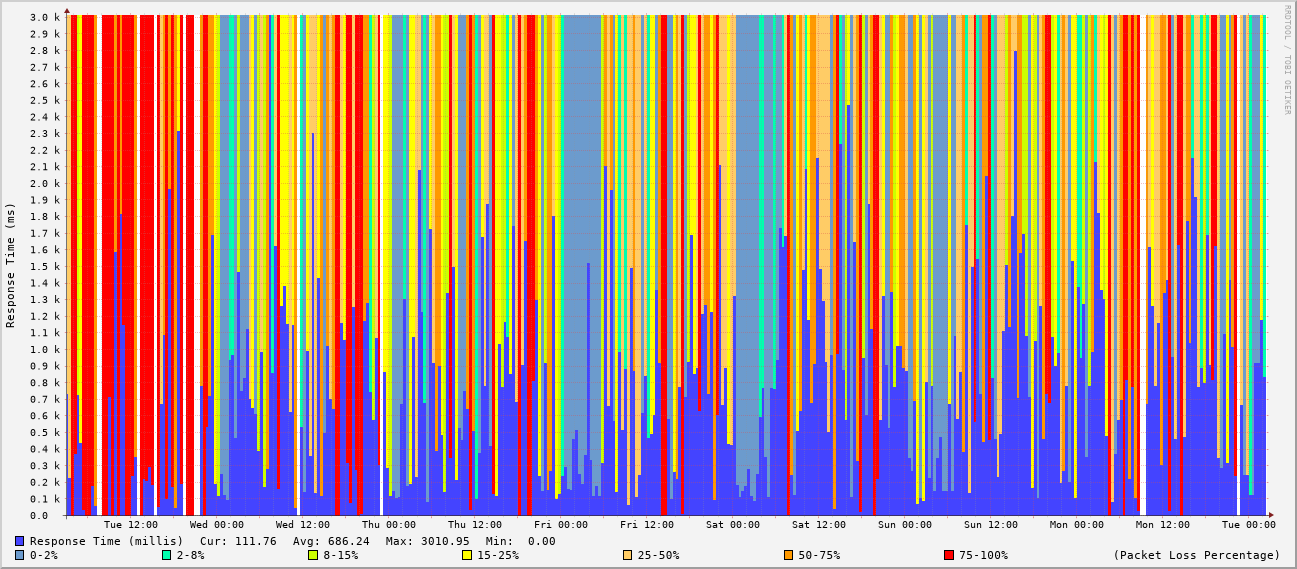 3.0 k
2.9 k
2.8 k
2.7 k
2.6 k
2.5 k
2.4 k
2.3 k
2.2 k
2.1 k
2.0 k
1.9 k
1.8 k
1.7 k
1.6 k
1.5 k
1.4 k
1.3 k
1.2 k
1.1 k
1.0 k
0.9 k
0.8 k
0.7 k
0.6 k
0.5 k
0.4 k
0.3 k
0.2 k
0.1 k
0.0
Response Time (ms)
RRDTOOL / TOBI OETIKER
Tue 12:00 Wed 00:00 Wed 12:00 Thu 00:00 Thu 12:00 Fri 00:00 Fri 12:00 Sat 00:00 Sat 12:00 Sun 00:00 Sun 12:00 Mon 00:00 Mon 12:00 Tue 00:00
Response Time (millis) Cur: 111.76 Avg: 686.24 Max: 3010.95 Min: 0.00
0-2% 2-8% 8-15% 15-25% 25-50% 50-75% 75-100% (Packet Loss Percentage)